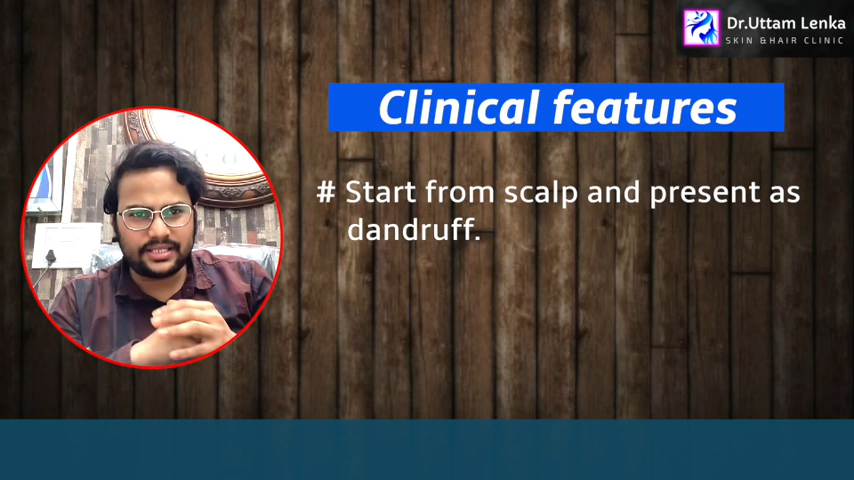 Dr.Uttam Lenka
SKIN &HAIR CLINIC
Clinical features
# Start from scalp and present as
dandruff.